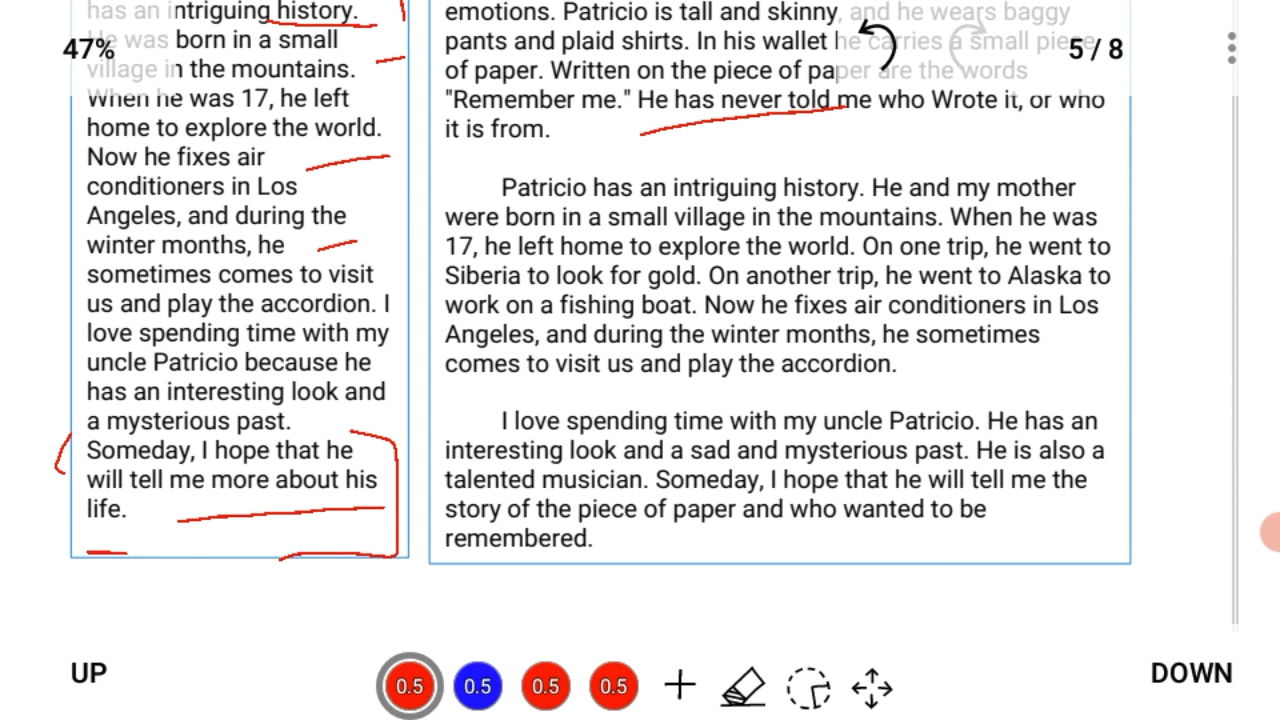 has an intriguing history.
He was born in a small
village in the mountains.
When he was 17, he left
home to explore the world.
Now he fixes air
conditioners in Los
Angeles, and during the
winter months, he
sometimes comes to visit
us and play the accordion. I
love spending time with my
uncle Patricio because he
has an interesting look and
a mysterious past.
Someday, I hope that he
will tell me more about his
life.
47%
emotions. Patricio is tall and skinny, and he wears baggy
pants and plaid shirts. In his wallet he carries a small piece
of paper. Written on the piece of paper are the words
"Remember me." He has never told me who Wrote it, or who
it is from.
Patricio has an intriguing history. He and my mother
were born in a small village in the mountains. When he was
17, he left home to explore the world. On one trip, he went to
Siberia to look for gold. On another trip, he went to Alaska to
work on a fishing boat. Now he fixes air conditioners in Los
Angeles, and during the winter months, he sometimes
comes to visit us and play the accordion.
I love spending time with my uncle Patricio. He has an
interesting look and a sad and mysterious past. He is also a
talented musician. Someday, I hope that he will tell me the
story of the piece of paper and who wanted to be
remembered.
5 / 8
UP
0.5
0.5
0.5
0.5
DOWN